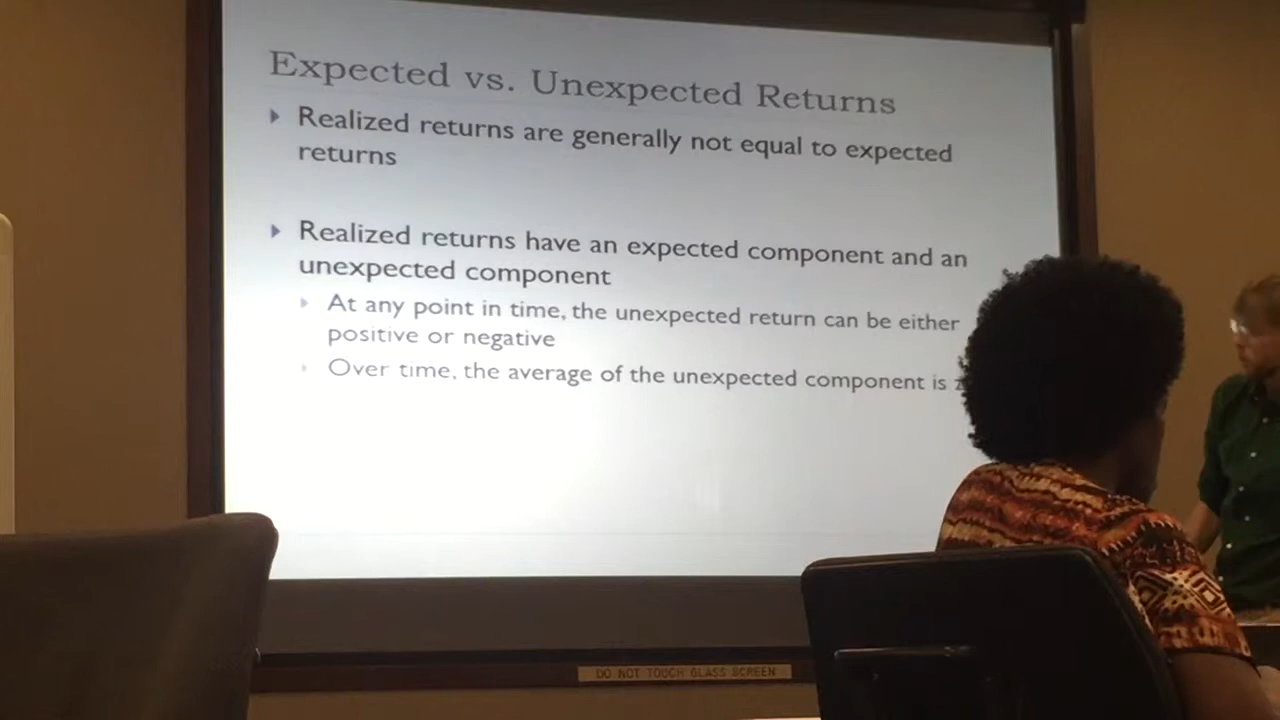 Expected vs. Unexpected Returns
Realized returns are generally not equal to expected
returns
Realized returns have an expected component and an
unexpected component
At any point in time, the unexpected return can be either
positive or negative
Over time, the average of the unexpected component is
DO NOT TOUCH GLASS SCREEN